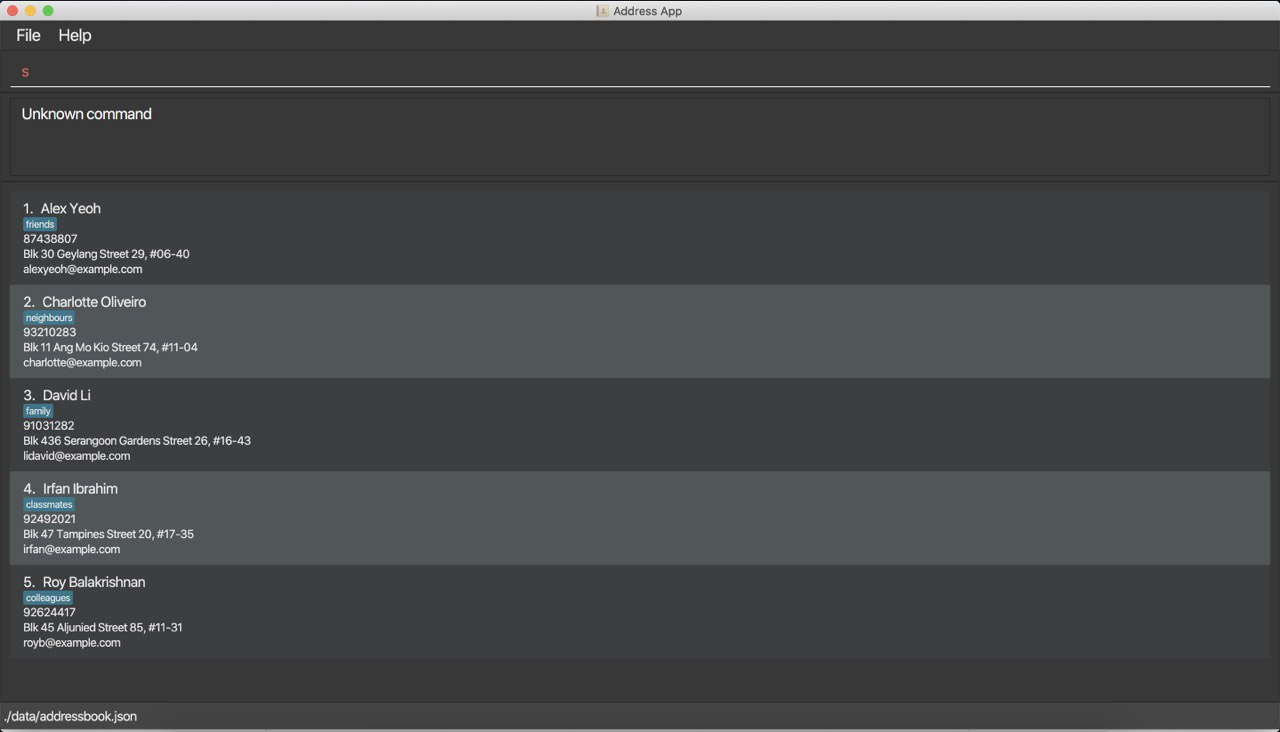 Address App
File Help
s
Unknown command
1. Alex Yeoh
friends
87438807
Blk 30 Geylang Street 29, #06-40
alexyeoh@example.com
2. Charlotte Oliveiro
neighbours
93210283
Blk 11 Ang Mo Kio Street 74, #11-04
charlotte@example.com
3. David Li
family
91031282
Blk 436 Serangoon Gardens Street 26, #16-43
lidavid@example.com
4. Irfan Ibrahim
classmates
92492021
Blk 47 Tampines Street 20, #17-35
irfan@example.com
5. Roy Balakrishnan
colleagues
92624417
Blk 45 Aljunied Street 85, #11-31
royb@example.com
./data/addressbook.json